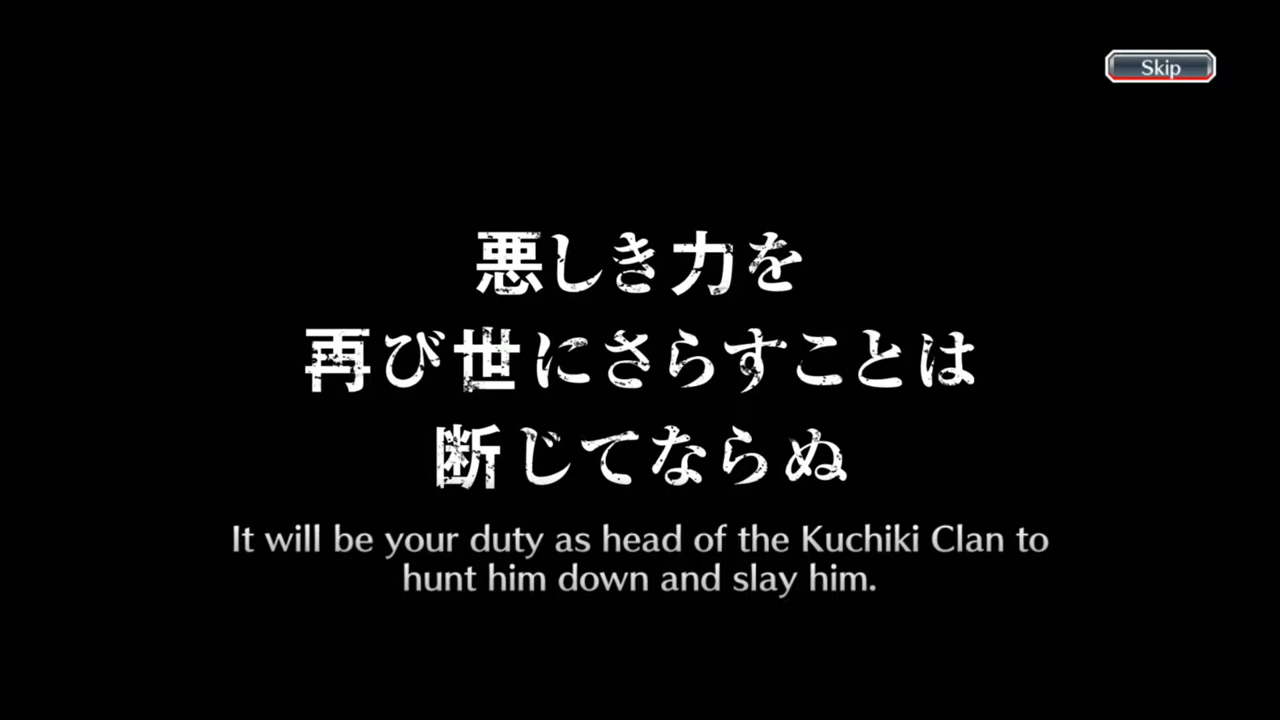 Skip
悪しき力を
再び世にさらすことは
断じてならぬ
It will be your duty as head of the Kuchiki Clan to
hunt him down and slay him.